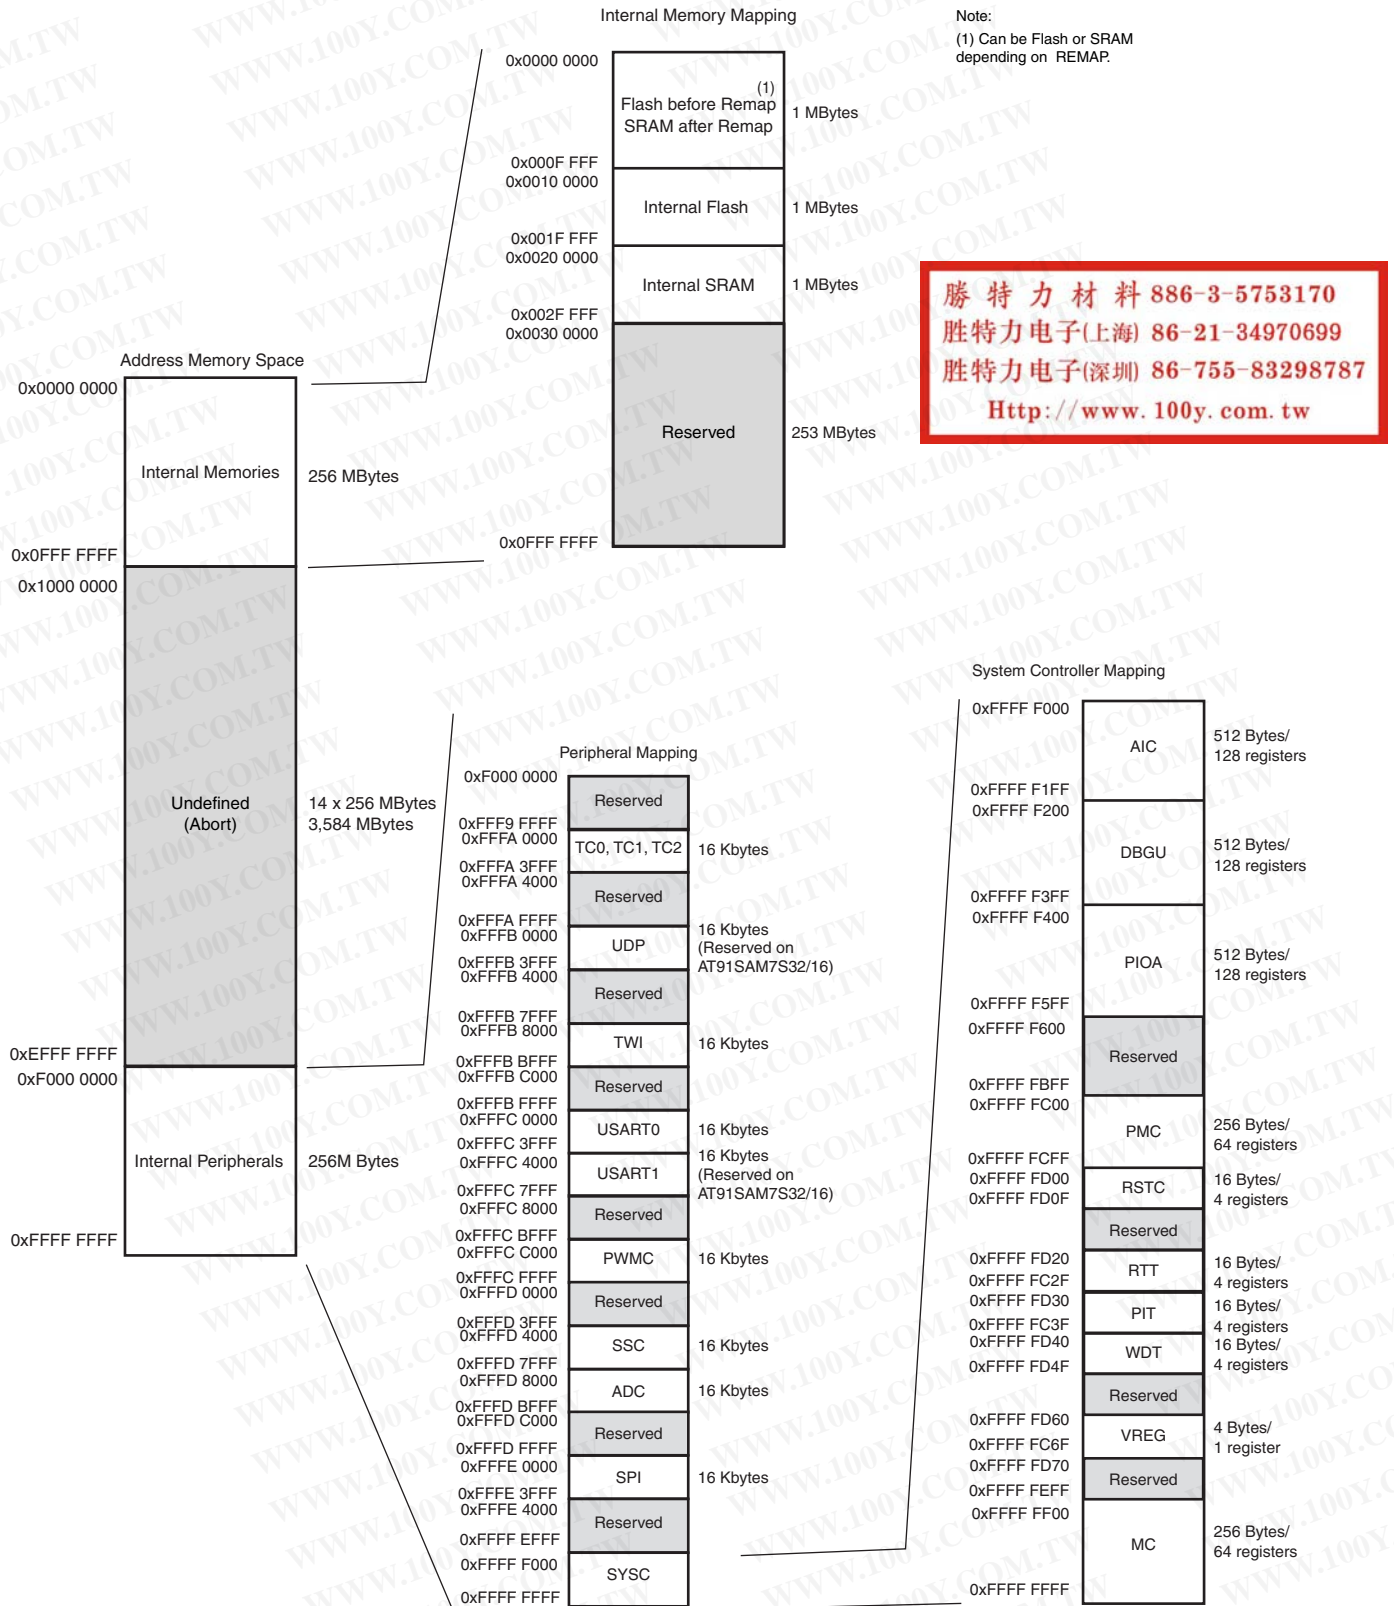 Internal Memory Mapping
0x0000 0000
(1)
Flash before Remap
SRAM after Remap
1 MBytes
0x000F FFF
0x0010 0000
Internal Flash
1 MBytes
0x001F FFF
0x0020 0000
Internal SRAM
1 MBytes
0x002F FFF
0x0030 0000
Reserved
253 MBytes
0x0FFF FFFF
Note:
(1) Can be Flash or SRAM
depending on REMAP.
勝特力材料 886-3-5753170
胜特力电子(上海) 86-21-34970699
胜特力电子(深圳) 86-755-83298787
Http://www.100y.com.tw
Address Memory Space
0x0000 0000
Internal Memories
256 MBytes
0x0FFF FFFF
0x1000 0000
Undefined
(Abort)
14 x 256 MBytes
3,584 MBytes
0xEFFF FFFF
0xF000 0000
Internal Peripherals
256M Bytes
0xFFFF FFFF
Peripheral Mapping
0xF000 0000
Reserved
0xFFF9 FFFF
0xFFFA 0000
TC0, TC1, TC2
16 Kbytes
0xFFFA 3FFF
0xFFFA 4000
Reserved
0xFFFA FFFF
0xFFFB 0000
UDP
16 Kbytes
(Reserved on
AT91SAM7S32/16)
0xFFFB 3FFF
0xFFFB 4000
Reserved
0xFFFB 7FFF
0xFFFB 8000
TWI
16 Kbytes
0xFFFB BFFF
0xFFFB C000
Reserved
0xFFFB FFFF
0xFFFC 0000
USART0
16 Kbytes
0xFFFC 3FFF
0xFFFC 4000
USART1
16 Kbytes
(Reserved on
AT91SAM7S32/16)
0xFFFC 7FFF
0xFFFC 8000
Reserved
0xFFFC BFFF
0xFFFC C000
PWMC
16 Kbytes
0xFFFC FFFF
0xFFFD 0000
Reserved
0xFFFD 3FFF
0xFFFD 4000
SSC
16 Kbytes
0xFFFD 7FFF
0xFFFD 8000
ADC
16 Kbytes
0xFFFD BFFF
0xFFFD C000
Reserved
0xFFFD FFFF
0xFFFE 0000
SPI
16 Kbytes
0xFFFE 3FFF
0xFFFE 4000
Reserved
0xFFFF EFFF
0xFFFF F000
SYSC
0xFFFF FFFF
System Controller Mapping
0xFFFF F000
AIC
512 Bytes/
128 registers
0xFFFF F1FF
0xFFFF F200
DBGU
512 Bytes/
128 registers
0xFFFF F3FF
0xFFFF F400
PIOA
512 Bytes/
128 registers
0xFFFF F5FF
0xFFFF F600
Reserved
0xFFFF FBFF
0xFFFF FC00
PMC
256 Bytes/
64 registers
0xFFFF FCFF
0xFFFF FD00
RSTC
16 Bytes/
4 registers
0xFFFF FD0F
Reserved
0xFFFF FD20
RTT
16 Bytes/
4 registers
0xFFFF FC2F
0xFFFF FD30
PIT
16 Bytes/
4 registers
0xFFFF FC3F
0xFFFF FD40
WDT
16 Bytes/
4 registers
0xFFFF FD4F
Reserved
0xFFFF FD60
VREG
4 Bytes/
1 register
0xFFFF FC6F
0xFFFF FD70
Reserved
0xFFFF FEFF
0xFFFF FF00
MC
256 Bytes/
64 registers
0xFFFF FFFF
WWW.100Y.COM.TW